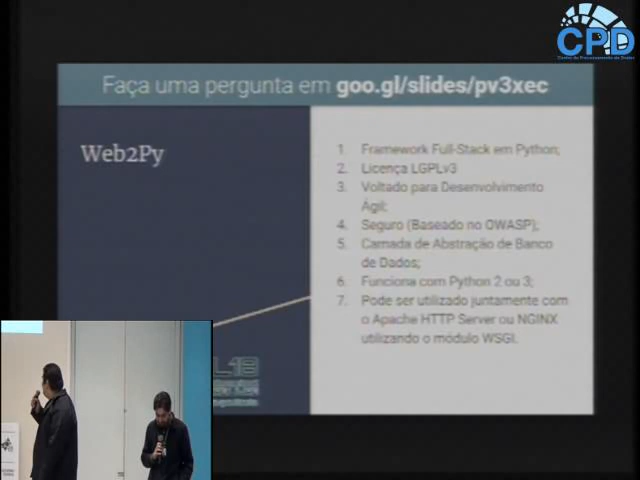 CPD
Centro de Processamento de Dados
Faça uma pergunta em goo.gl/slides/pv3xec
Web2Py
1. Framework Full-Stack em Python;
2. Licença LGPLv3
3. Voltado para Desenvolvimento
Ágil;
4. Seguro (Baseado no OWASP);
5. Camada de Abstração de Banco
de Dados;
6. Funciona com Python 2 ou 3;
7. Pode ser utilizado juntamente com
o Apache HTTP Server ou NGINX
utilizando o módulo WSGI.